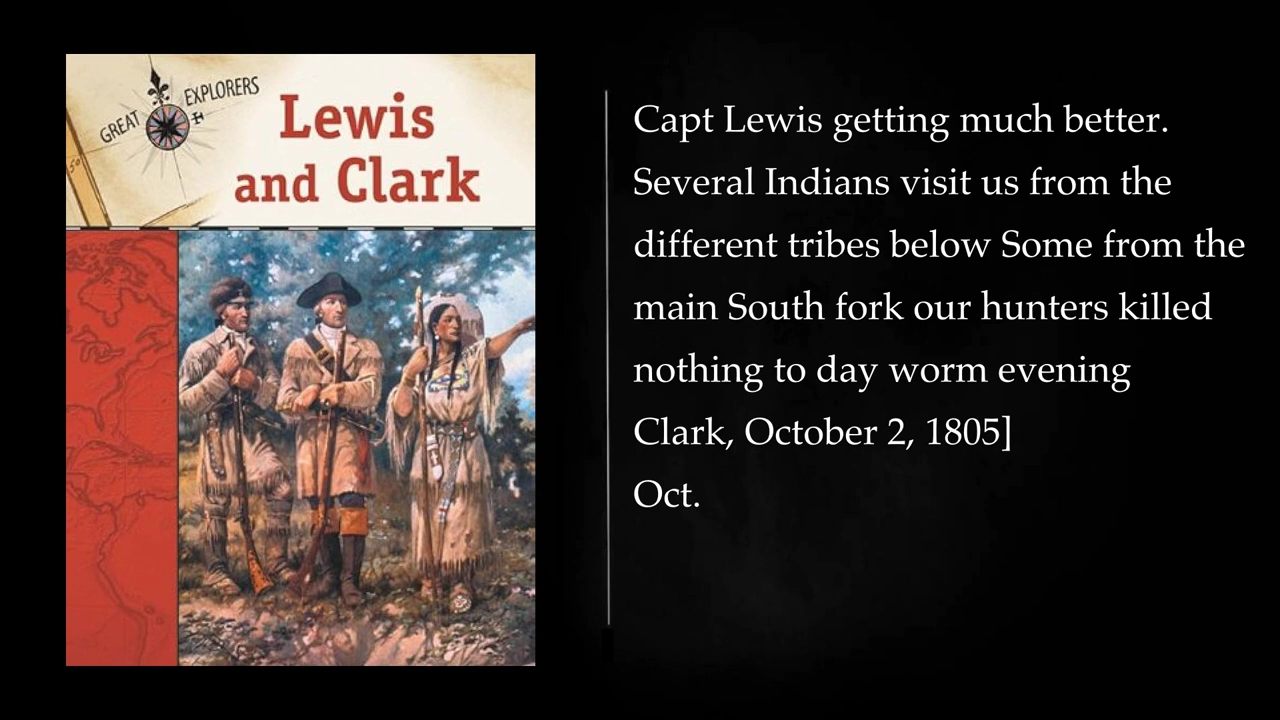 GREAT EXPLORERS
Lewis
and Clark
50
Capt Lewis getting much better.
Several Indians visit us from the
different tribes below Some from the
main South fork our hunters killed
nothing to day worm evening
Clark, October 2, 1805]
Oct.